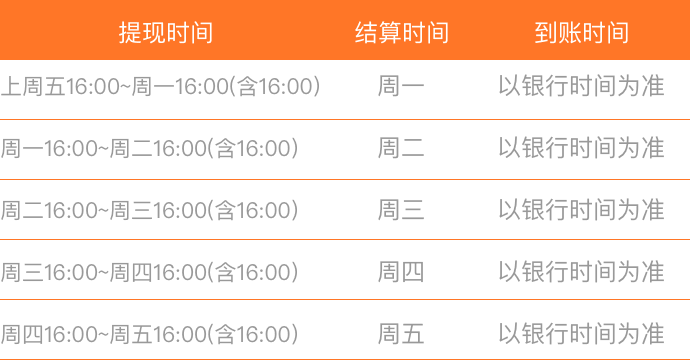 提现时间 结算时间 到账时间
上周五16:00~周一16:00(含16:00) 周一 以银行时间为准
周一16:00~周二16:00(含16:00) 周二 以银行时间为准
周二16:00~周三16:00(含16:00) 周三 以银行时间为准
周三16:00~周四16:00(含16:00) 周四 以银行时间为准
周四16:00~周五16:00(含16:00) 周五 以银行时间为准